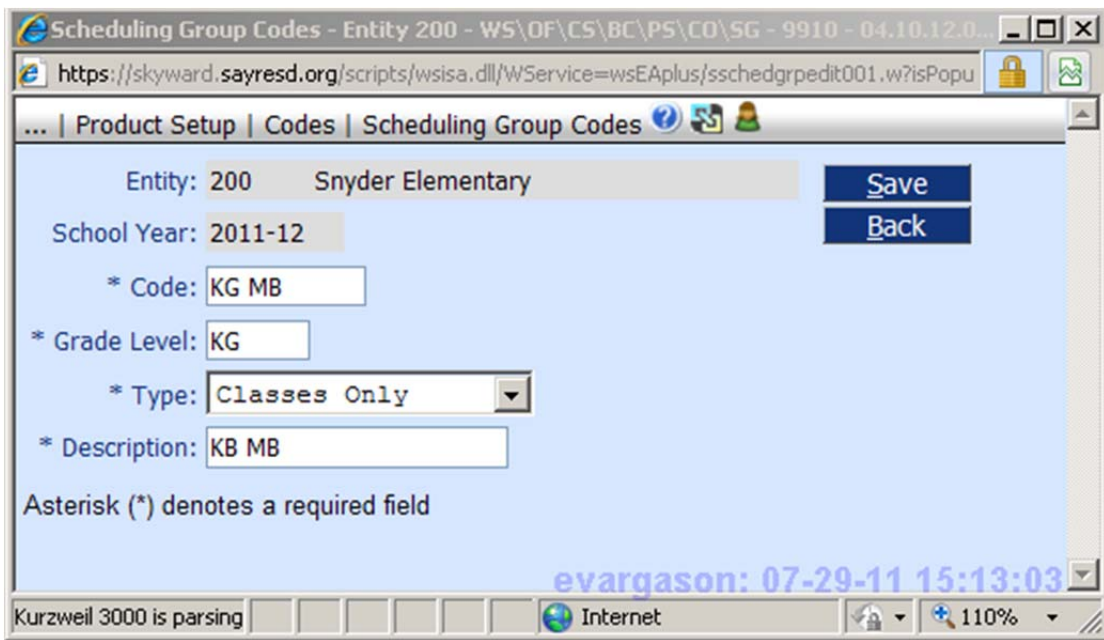 Scheduling Group Codes - Entity 200 - WS\OF\CS\BC\PS\CO\SG - 9910 - 04.10.12.0...
https://skyward.sayresd.org/scripts/wsisa.dll/WService=wsEAplus/sschedgrpedit001.w?isPopu
... | Product Setup | Codes | Scheduling Group Codes
Entity: 200 Snyder Elementary Save
School Year: 2011-12 Back
* Code: KG MB
* Grade Level: KG
* Type: Classes Only
* Description: KB MB
Asterisk (*) denotes a required field
evargason: 07-29-11 15:13:03
Kurzweil 3000 is parsing Internet 110%